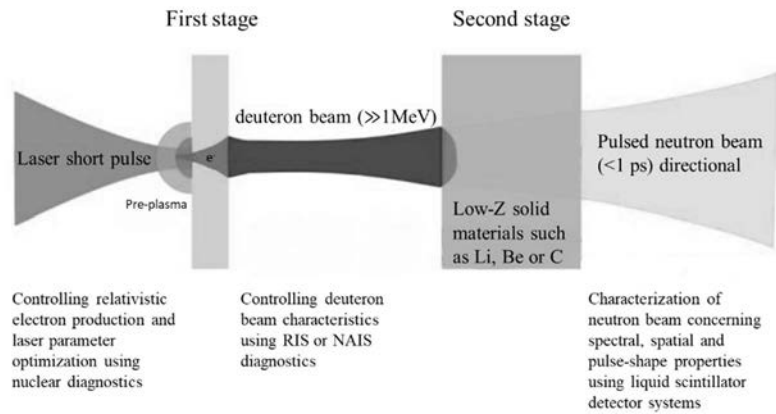 First stage
Second stage
deuteron beam (≫1MeV)
Laser short pulse
e⁻
Pulsed neutron beam
(<1 ps) directional
Pre-plasma
Low-Z solid
materials such
as Li, Be or C
Controlling relativistic
electron production and
laser parameter
optimization using
nuclear diagnostics
Controlling deuteron
beam characteristics
using RIS or NAIS
diagnostics
Characterization of
neutron beam concerning
spectral, spatial and
pulse-shape properties
using liquid scintillator
detector systems